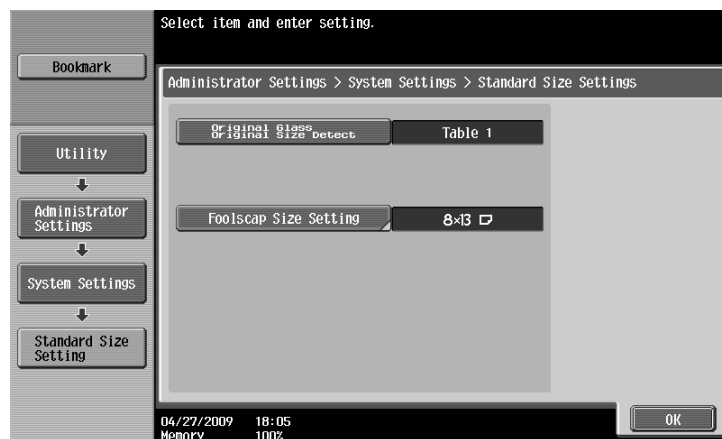 Select item and enter setting.
Bookmark
Administrator Settings > System Settings > Standard Size Settings
Original Glass
Original Size Detect
Table 1
Utility
Foolscap Size Setting
8×13
Administrator
Settings
System Settings
Standard Size
Setting
04/27/2009 18:05
Memory 100%
OK